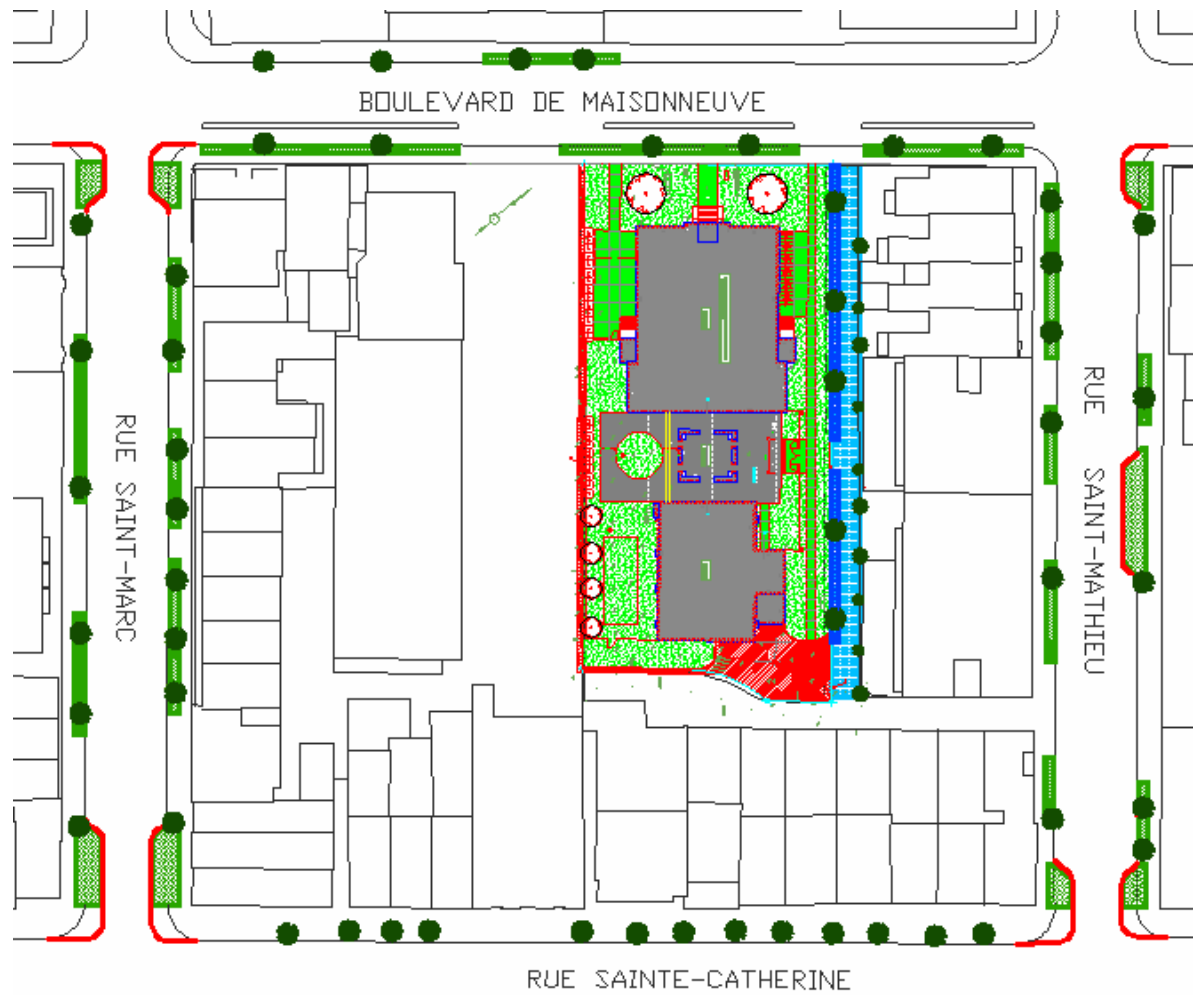 BOULEVARD DE MAISONNEUVE
RUE SAINT-MARC
RUE SAINT-MATHIEU
RUE SAINTE-CATHERINE